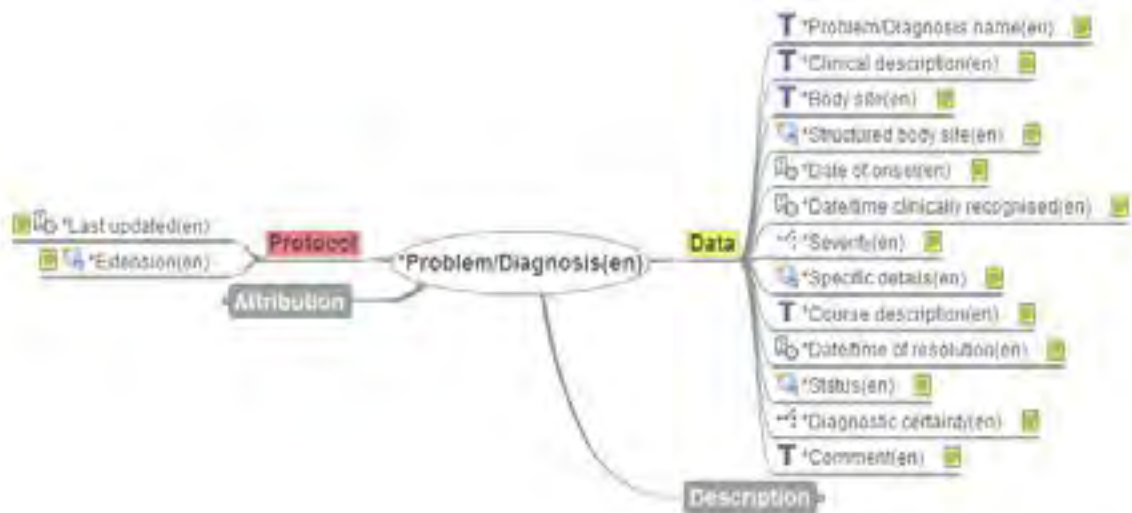 *Problem/Diagnosis name(en)
*Clinical description(en)
*Body site(en)
*Structured body site(en)
*Date of onset(en)
*Date/time clinically recognised(en)
*Severity(en)
*Specific details(en)
*Course description(en)
*Date/time of resolution(en)
*Status(en)
*Diagnostic certainty(en)
*Comment(en)
Data
*Problem/Diagnosis(en)
Protocol
*Last updated(en)
*Extension(en)
Attribution
Description